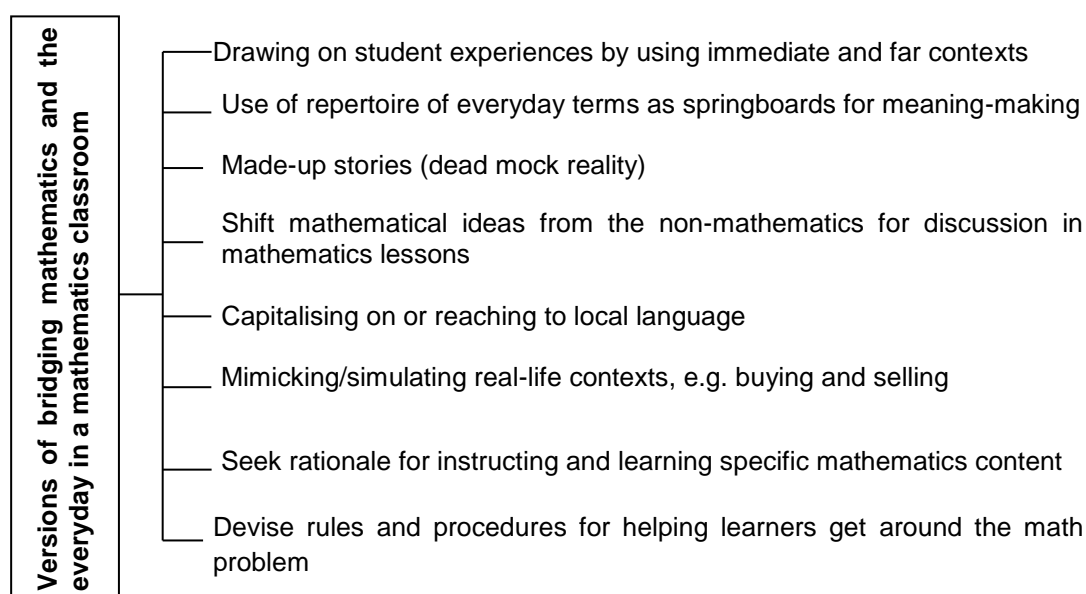 Versions of bridging mathematics and the
everyday in a mathematics classroom
Drawing on student experiences by using immediate and far contexts
Use of repertoire of everyday terms as springboards for meaning-making
Made-up stories (dead mock reality)
Shift mathematical ideas from the non-mathematics for discussion in
mathematics lessons
Capitalising on or reaching to local language
Mimicking/simulating real-life contexts, e.g. buying and selling
Seek rationale for instructing and learning specific mathematics content
Devise rules and procedures for helping learners get around the math
problem